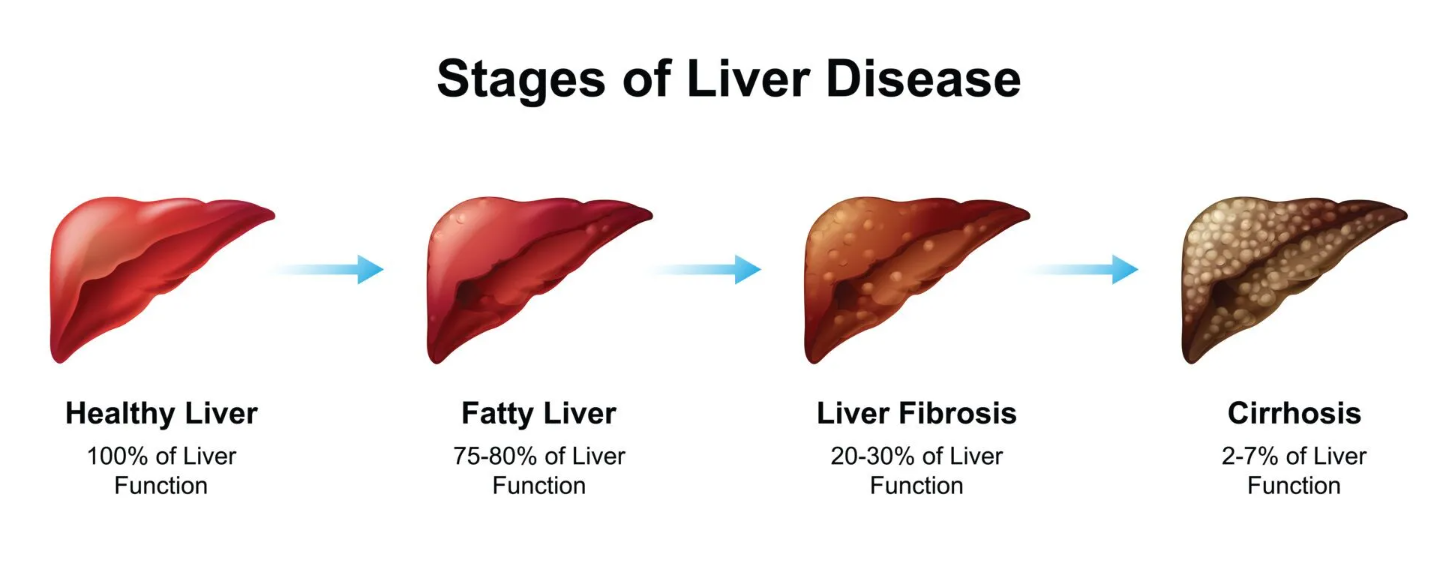 Stages of Liver Disease
Healthy Liver
100% of Liver
Function
Fatty Liver
75-80% of Liver
Function
Liver Fibrosis
20-30% of Liver
Function
Cirrhosis
2-7% of Liver
Function